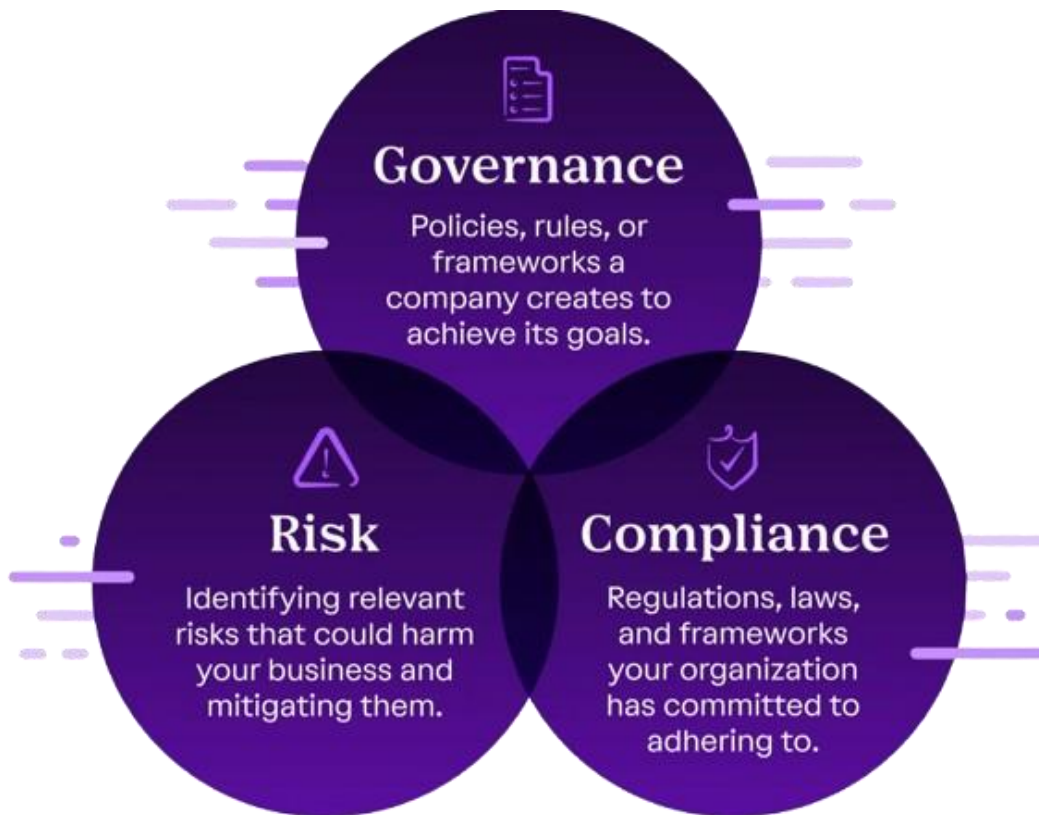 Governance
Policies, rules, or
frameworks a
company creates to
achieve its goals.
Risk
Identifying relevant
risks that could harm
your business and
mitigating them.
Compliance
Regulations, laws,
and frameworks
your organization
has committed to
adhering to.